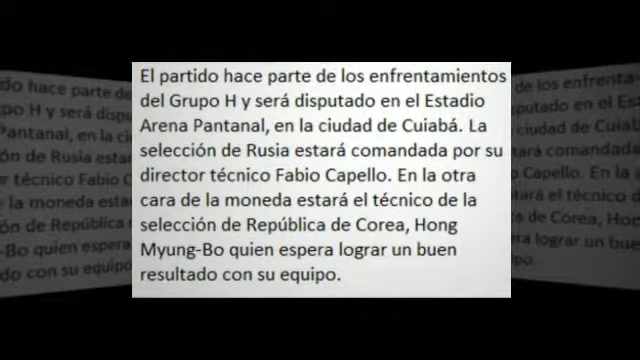 El partido hace parte de los enfrentamientos
del Grupo H y será disputado en el Estadio
Arena Pantanal, en la ciudad de Cuiabá. La
selección de Rusia estará comandada por su
director técnico Fabio Capello. En la otra
cara de la moneda estará el técnico de la
selección de República de Corea, Hong
Myung-Bo quien espera lograr un buen
resultado con su equipo.